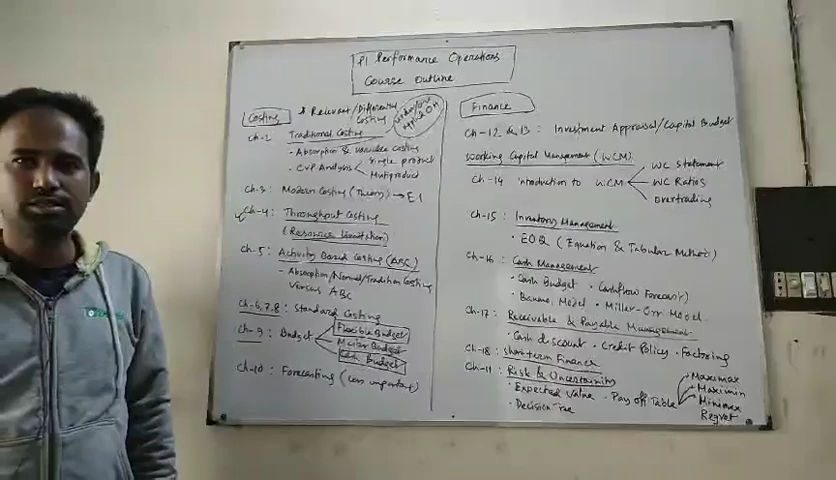 P1 Performance Operations
Course Outline
Costing
& Relevant/Differential
Costing
Ch-2 Traditional Costing
• Absorption & Variable costing
• CVP Analysis
Single product
Multiproduct
Ch-3: Modern Costing (Theory) → E1
Ch-4: Throughput Costing
(Resource Limitation)
Ch-5: Activity Based Costing (ABC)
- Absorption/Normal/Tradition Costing
Versus ABC
Ch-6,7,8: Standard Costing
Ch-9: Budget
Flexible Budget
Master Budget
Cash Budget
Ch-10: Forecasting (Less important)
Finance
Ch-12 & 13: Investment Appraisal/Capital Budget
Working Capital Management (WCM)
Ch-14 Introduction to WCM
WC Statement
WC Ratios
overtrading
Ch-15: Inventory Management
• EOQ (Equation & Tabular Method)
Ch-16: Cash Management
• Cash Budget • Cashflow Forecast)
• Baumol Model • Miller-Orr Model
Ch-17: Receivable & Payable Management
• Cash discount • Credit Policy • Factoring
Ch-18: Short term Finance
Ch-11: Risk & Uncertainty
• Expected Value • Pay off Table
Maximax
Maximin
Minimax
Regret
• Decision Tree